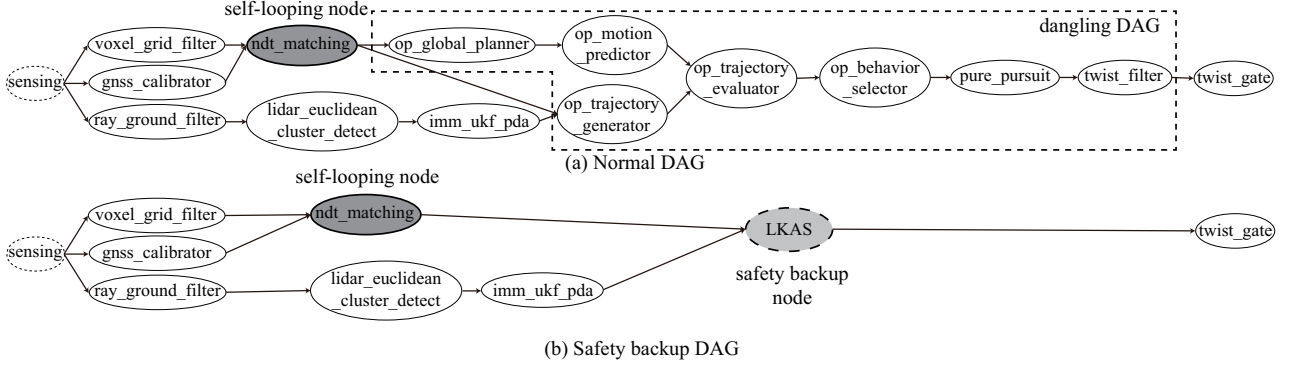 self-looping node
dangling DAG
sensing
voxel_grid_filter
gnss_calibrator
ray_ground_filter
ndt_matching
lidar_euclidean
_cluster_detect
imm_ukf_pda
op_global_planner
op_motion
_predictor
op_trajectory
_generator
op_trajectory
_evaluator
op_behavior
_selector
pure_pursuit
twist_filter
twist_gate
(a) Normal DAG
self-looping node
sensing
voxel_grid_filter
gnss_calibrator
ray_ground_filter
ndt_matching
lidar_euclidean
_cluster_detect
imm_ukf_pda
LKAS
safety backup
node
twist_gate
(b) Safety backup DAG